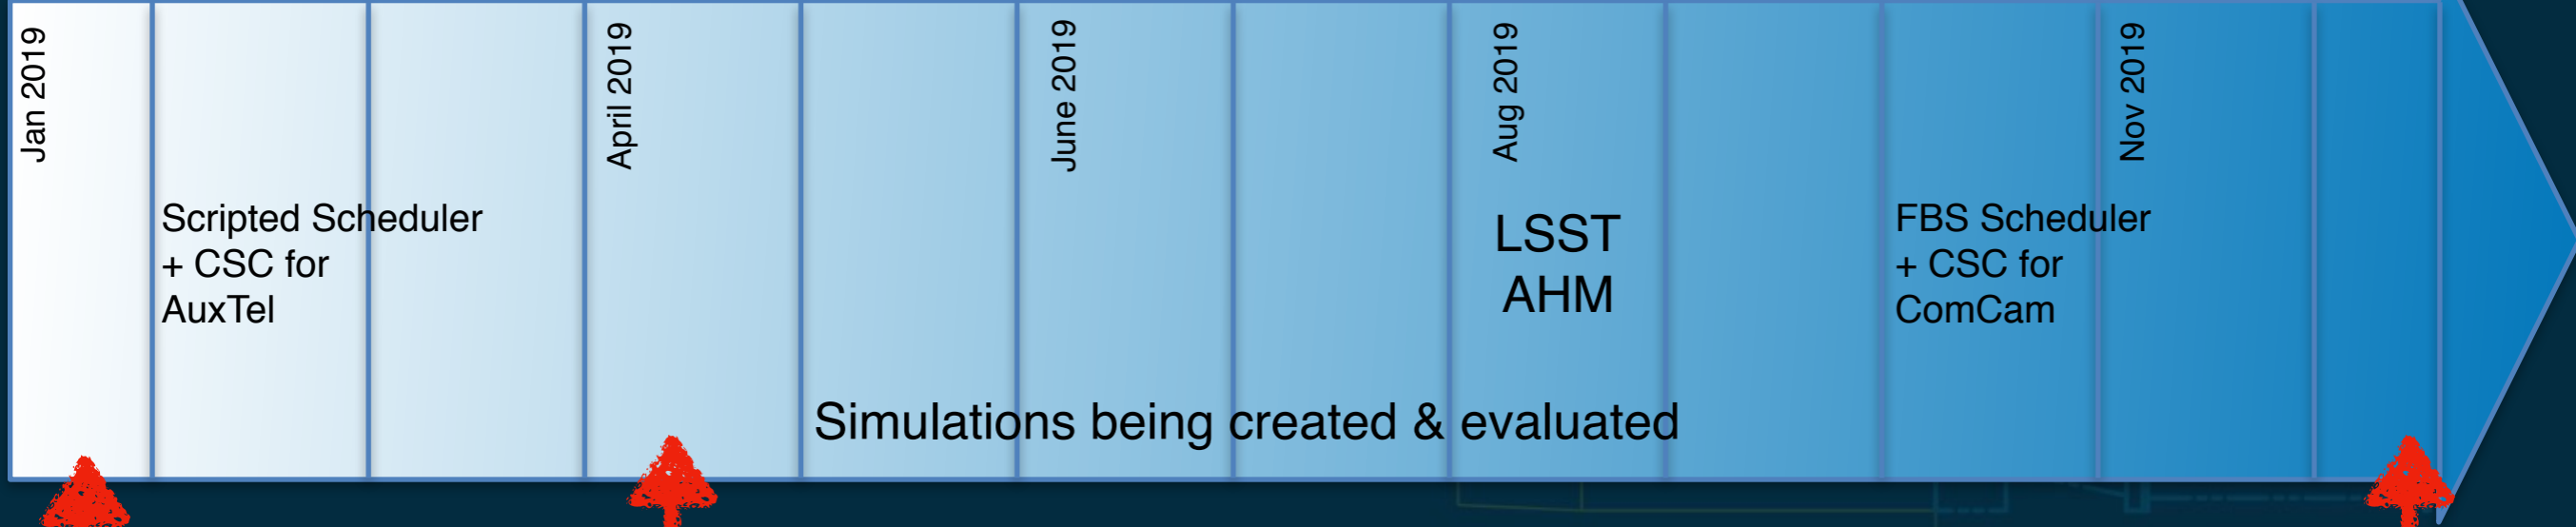 Jan 2019
April 2019
June 2019
Aug 2019
Nov 2019
Scripted Scheduler
+ CSC for
AuxTel
LSST
AHM
FBS Scheduler
+ CSC for
ComCam
Simulations being created & evaluated